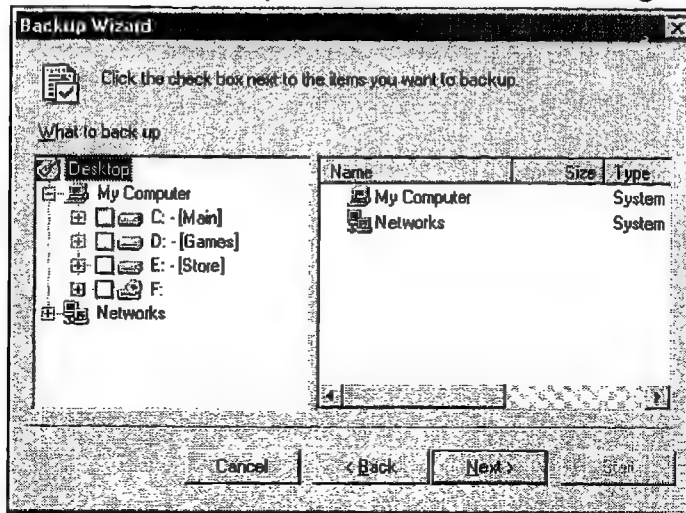 Backup Wizard
Click the check box next to the items you want to backup.
What to back up
Desktop
My Computer
C: - [Main]
D: - [Games]
E: - [Store]
F:
Networks
Name Size Type
My Computer System
Networks System
Cancel < Back Next >